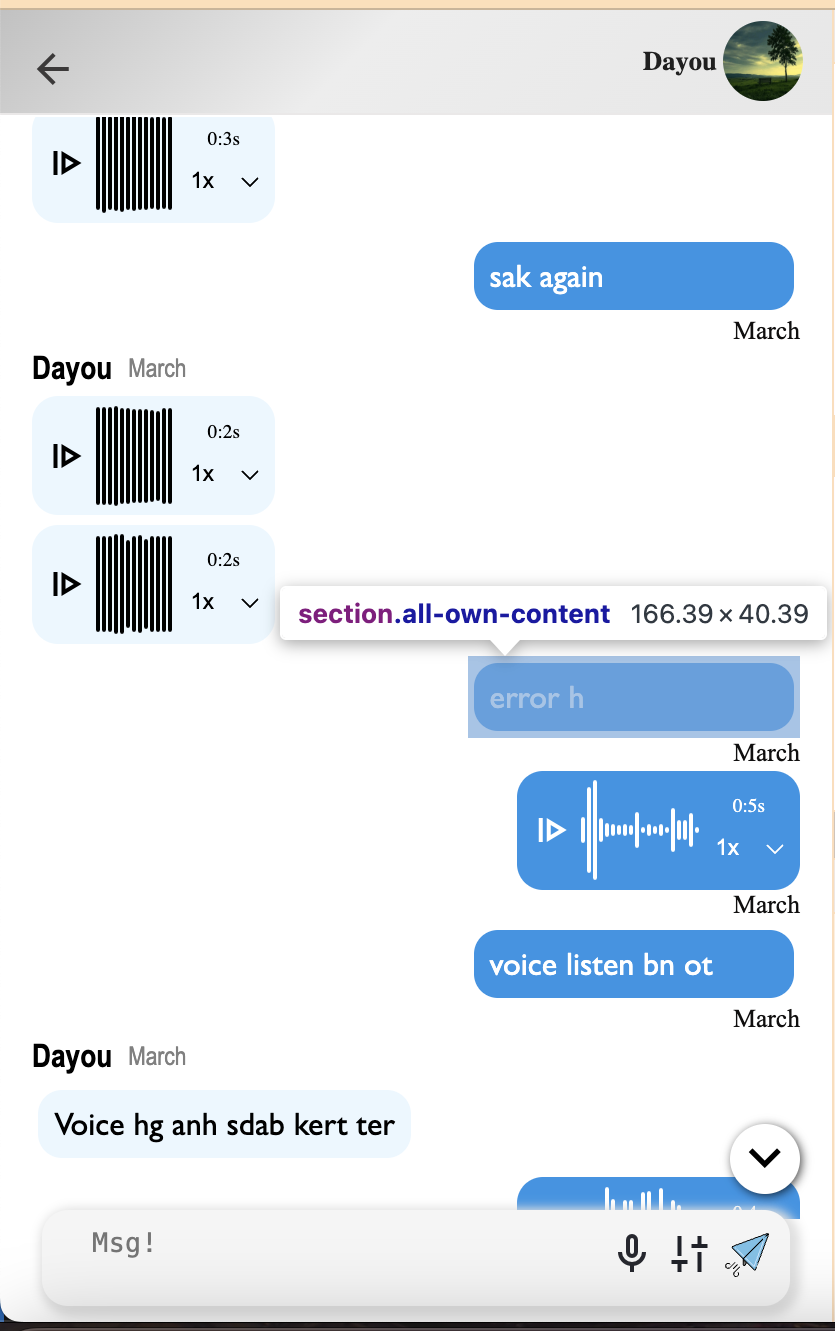 Dayou
0:3s
1x
sak again
March
Dayou March
0:2s
1x
0:2s
1x
section.all-own-content 166.39 × 40.39
error h
March
0:5s
1x
March
voice listen bn ot
March
Dayou March
Voice hg anh sdab kert ter
Msg!